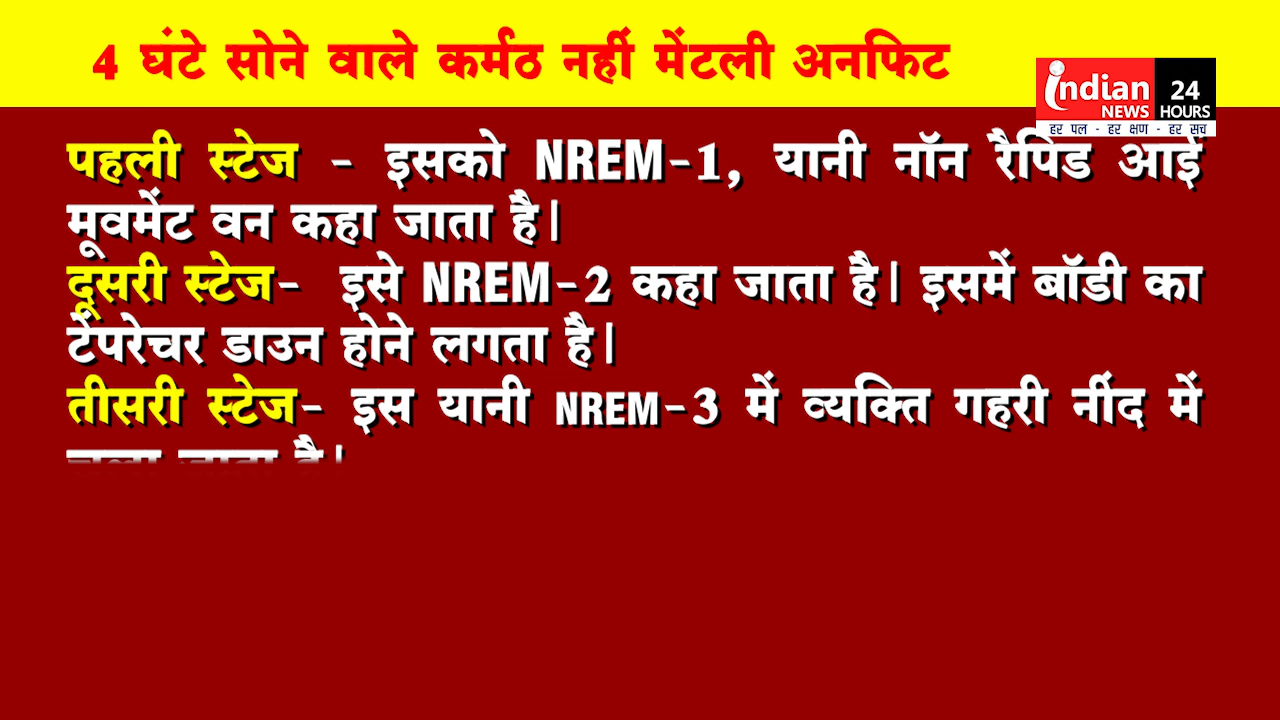 4 घंटे सोने वाले कर्मठ नहीं मेंटली अनफिट
indian
NEWS
24
HOURS
हर पल - हर क्षण - हर सच
पहली स्टेज - इसको NREM-1, यानी नॉन रैपिड आई
मूवमेंट वन कहा जाता है।
दूसरी स्टेज- इसे NREM-2 कहा जाता है। इसमें बॉडी का
टेंपरेचर डाउन होने लगता है।
तीसरी स्टेज- इस यानी NREM-3 में व्यक्ति गहरी नींद में
जाता है।